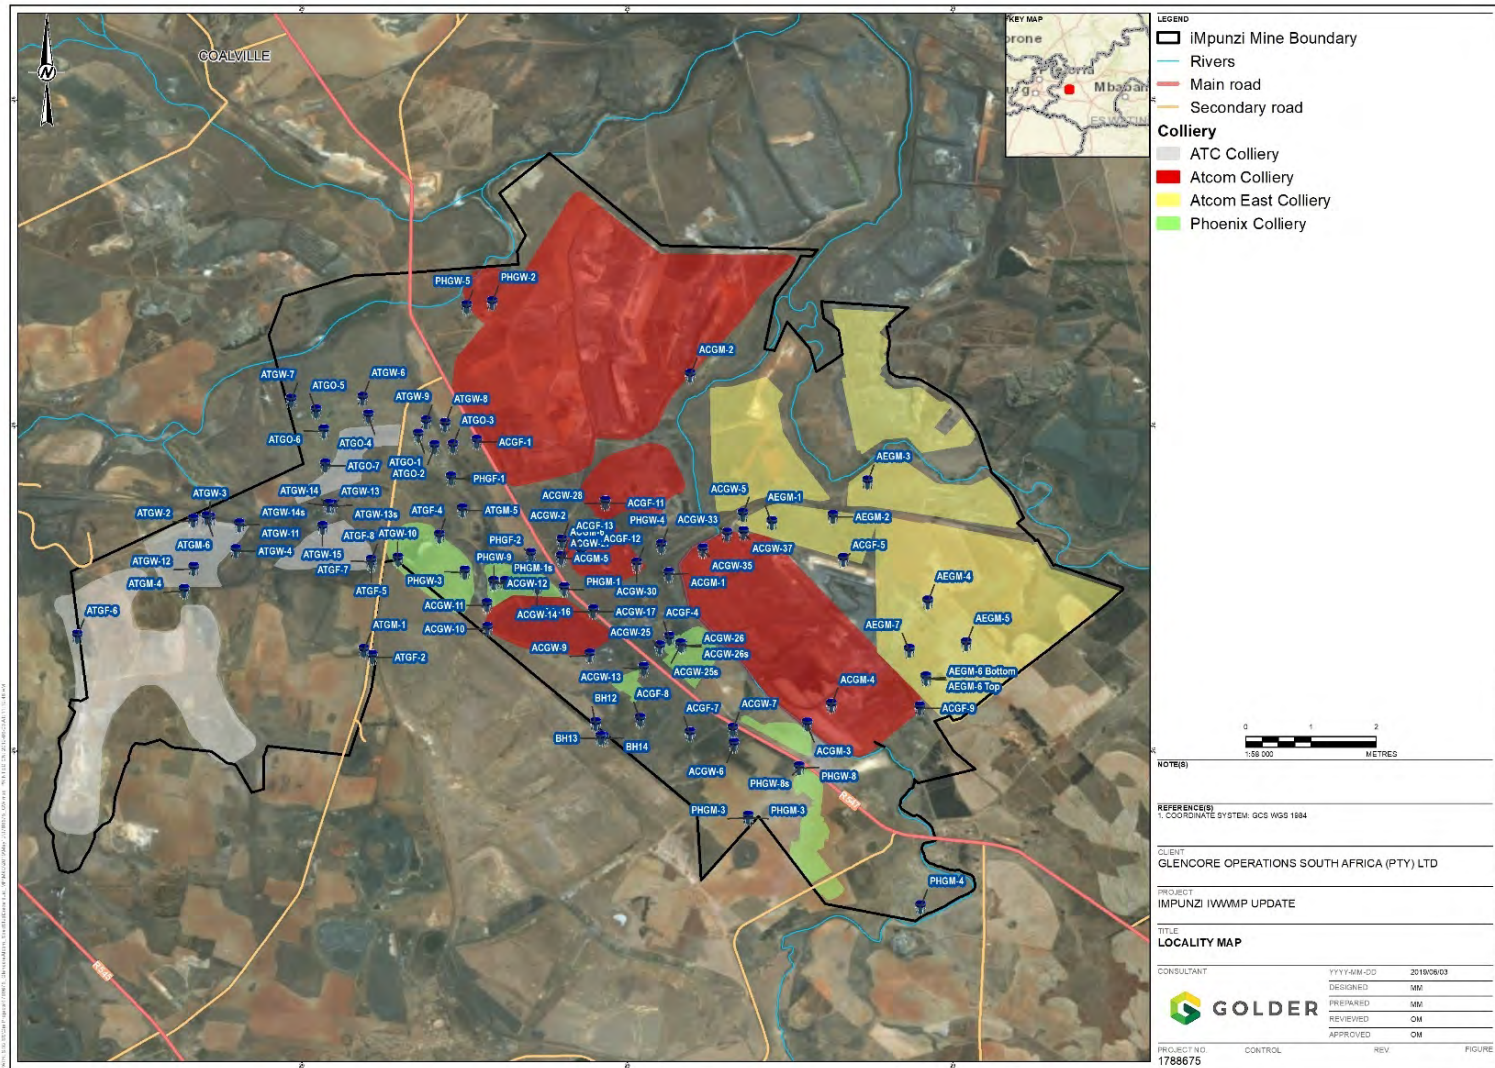 COALVILLE
KEY MAP
LEGEND
iMpunzi Mine Boundary
Rivers
Main road
Secondary road
Colliery
ATC Colliery
Atcom Colliery
Atcom East Colliery
Phoenix Colliery
PHGW-5
PHGW-2
ACGM-2
ATGW-7
ATGO-5
ATGW-6
ATGW-9
ATGW-8
ATGO-3
ATGO-6
ATGO-4
ATGO-1
ATGO-2
ACGF-1
ATGO-7
PHGF-1
AEGM-3
ATGW-3
ATGW-14
ATGW-13
ATGW-2
ATGW-14s
ATGW-13s
ATGF-4
ATGM-5
ACGW-28
ACGF-11
ACGW-5
AEGM-1
AEGM-2
ACGW-2
ACGF-13
PHGW-4
ACGW-33
ATGW-11
ATGF-8
ATGW-10
ATGM-6
ATGW-4
ATGW-15
PHGF-2
ACGF-12
ACGW-37
ACGF-5
ATGW-12
ATGF-7
PHGW-9
ACGM-5
ACGW-35
PHGM-1s
ATGM-4
ATGF-5
PHGW-3
ACGW-12
PHGM-1
ACGW-30
ACGM-1
AEGM-4
ATGF-6
ACGW-11
ACGW-14
16
ACGW-17
ACGF-4
ATGM-1
ACGW-10
ACGW-25
ACGW-26
AEGM-7
AEGM-5
ATGF-2
ACGW-9
ACGW-26s
ACGW-13
ACGW-25s
AEGM-6 Bottom
AEGM-6 Top
BH12
ACGF-8
ACGM-4
ACGF-9
ACGF-7
ACGW-7
BH13
BH14
ACGM-3
ACGW-6
PHGW-8s
PHGW-8
R547
PHGM-3
PHGM-3
PHGM-4
R545
0 1 2
1:58 000 METRES
NOTE(S)
REFERENCE(S)
1. COORDINATE SYSTEM: GCS WGS 1984
CLIENT
GLENCORE OPERATIONS SOUTH AFRICA (PTY) LTD
PROJECT
IMPUNZI IWWMP UPDATE
TITLE
LOCALITY MAP
CONSULTANT
GOLDER
YYYY-MM-DD 2019/06/03
DESIGNED MM
PREPARED MM
REVIEWED OM
APPROVED OM
PROJECT NO. CONTROL REV. FIGURE
1788675